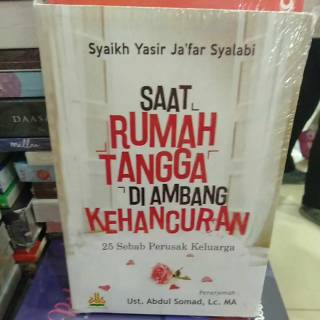 Syaikh Yasir Ja'far Syalabi
SAAT
RUMAH
TANGGA
DI AMBANG
KEHANCURAN
25 Sebab Perusak Keluarga
Penerjemah:
Ust. Abdul Somad, Lc. MA